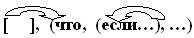 [ ], (что, (если…), …)